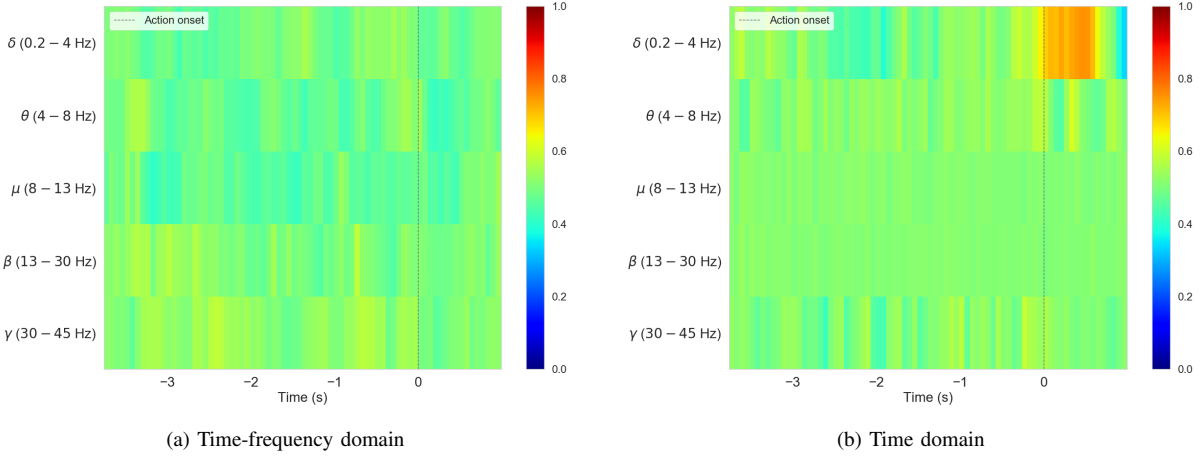 Action onset
δ (0.2 − 4 Hz)
θ (4 − 8 Hz)
μ (8 − 13 Hz)
β (13 − 30 Hz)
γ (30 − 45 Hz)
−3 −2 −1 0
Time (s)
1.0
0.8
0.6
0.4
0.2
0.0
(a) Time-frequency domain
Action onset
δ (0.2 − 4 Hz)
θ (4 − 8 Hz)
μ (8 − 13 Hz)
β (13 − 30 Hz)
γ (30 − 45 Hz)
−3 −2 −1 0
Time (s)
1.0
0.8
0.6
0.4
0.2
0.0
(b) Time domain